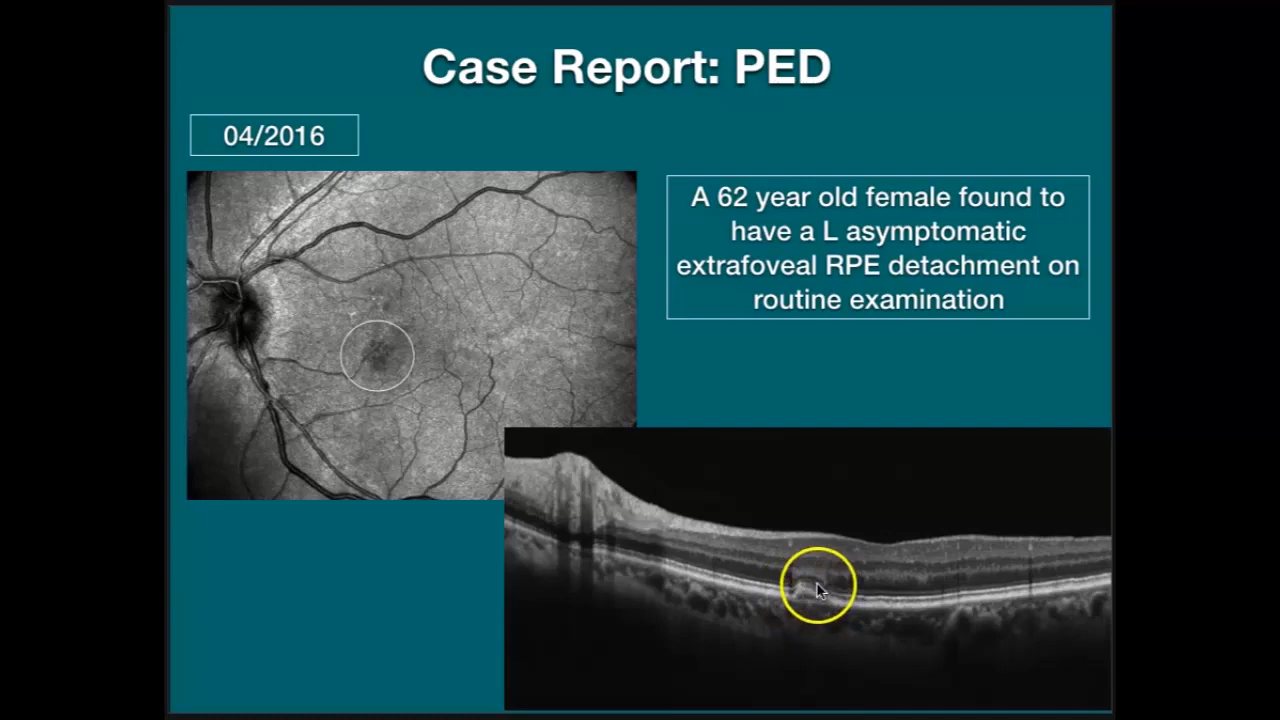 Case Report: PED
04/2016
A 62 year old female found to
have a L asymptomatic
extrafoveal RPE detachment on
routine examination